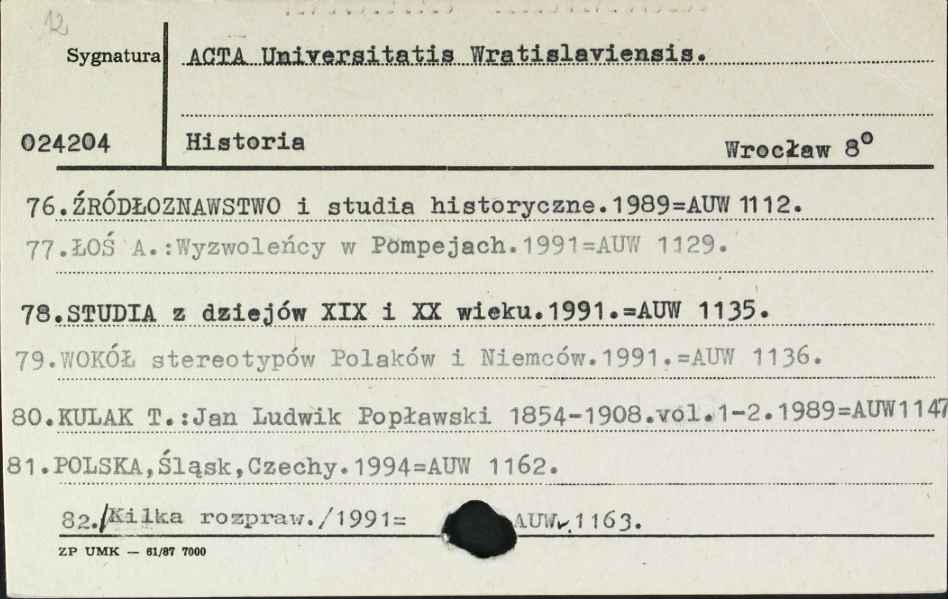 12
Sygnatura ACTA Universitatis Wratislaviensis.
024204 Historia Wrocław 8°
76.ŹRÓDŁOZNAWSTWO i studia historyczne.1989=AUW 1112.
77.ŁOŚ A.:Wyzwoleńcy w Pompejach.1991=AUW 1129.
78.STUDIA z dziejów XIX i XX wieku.1991.=AUW 1135.
79.WOKÓŁ stereotypów Polaków i Niemców.1991.=AUW 1136.
80.KULAK T.:Jan Ludwik Popławski 1854-1908.vol.1-2.1989=AUW1147
81.POLSKA,Śląsk,Czechy.1994=AUW 1162.
82./Kilka rozpraw./1991= AUW.1163.
ZP UMK — 61/87 7000